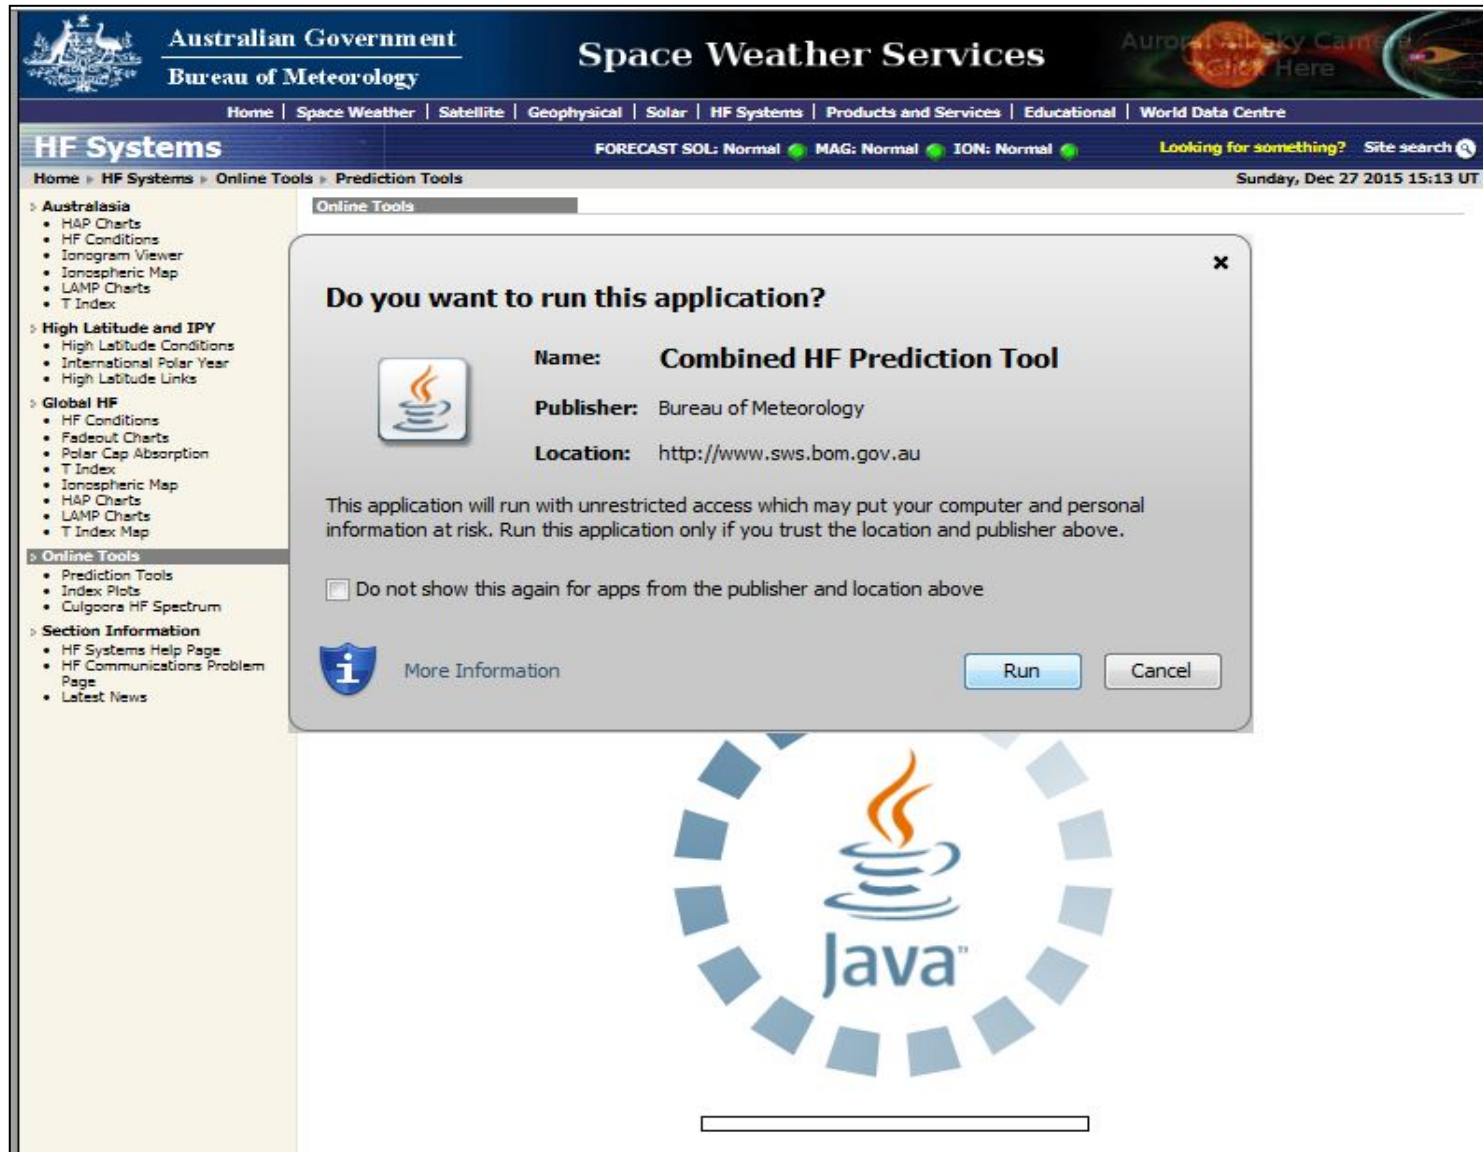 Australian Government
Bureau of Meteorology
Space Weather Services
Auroral All-Sky Camera
Click Here
Home | Space Weather | Satellite | Geophysical | Solar | HF Systems | Products and Services | Educational | World Data Centre
HF Systems
FORECAST SOL: Normal MAG: Normal ION: Normal
Looking for something? Site search
Home » HF Systems » Online Tools » Prediction Tools
Sunday, Dec 27 2015 15:13 UT
Australasia
HAP Charts
HF Conditions
Ionogram Viewer
Ionospheric Map
LAMP Charts
T Index
High Latitude and IPY
High Latitude Conditions
International Polar Year
High Latitude Links
Global HF
HF Conditions
Fadeout Charts
Polar Cap Absorption
T Index
Ionospheric Map
HAP Charts
LAMP Charts
T Index Map
Online Tools
Prediction Tools
Index Plots
Culgoora HF Spectrum
Section Information
HF Systems Help Page
HF Communications Problem
Page
Latest News
Online Tools
Do you want to run this application?
Name: Combined HF Prediction Tool
Publisher: Bureau of Meteorology
Location: http://www.sws.bom.gov.au
This application will run with unrestricted access which may put your computer and personal
information at risk. Run this application only if you trust the location and publisher above.
Do not show this again for apps from the publisher and location above
More Information
Run
Cancel
Java™